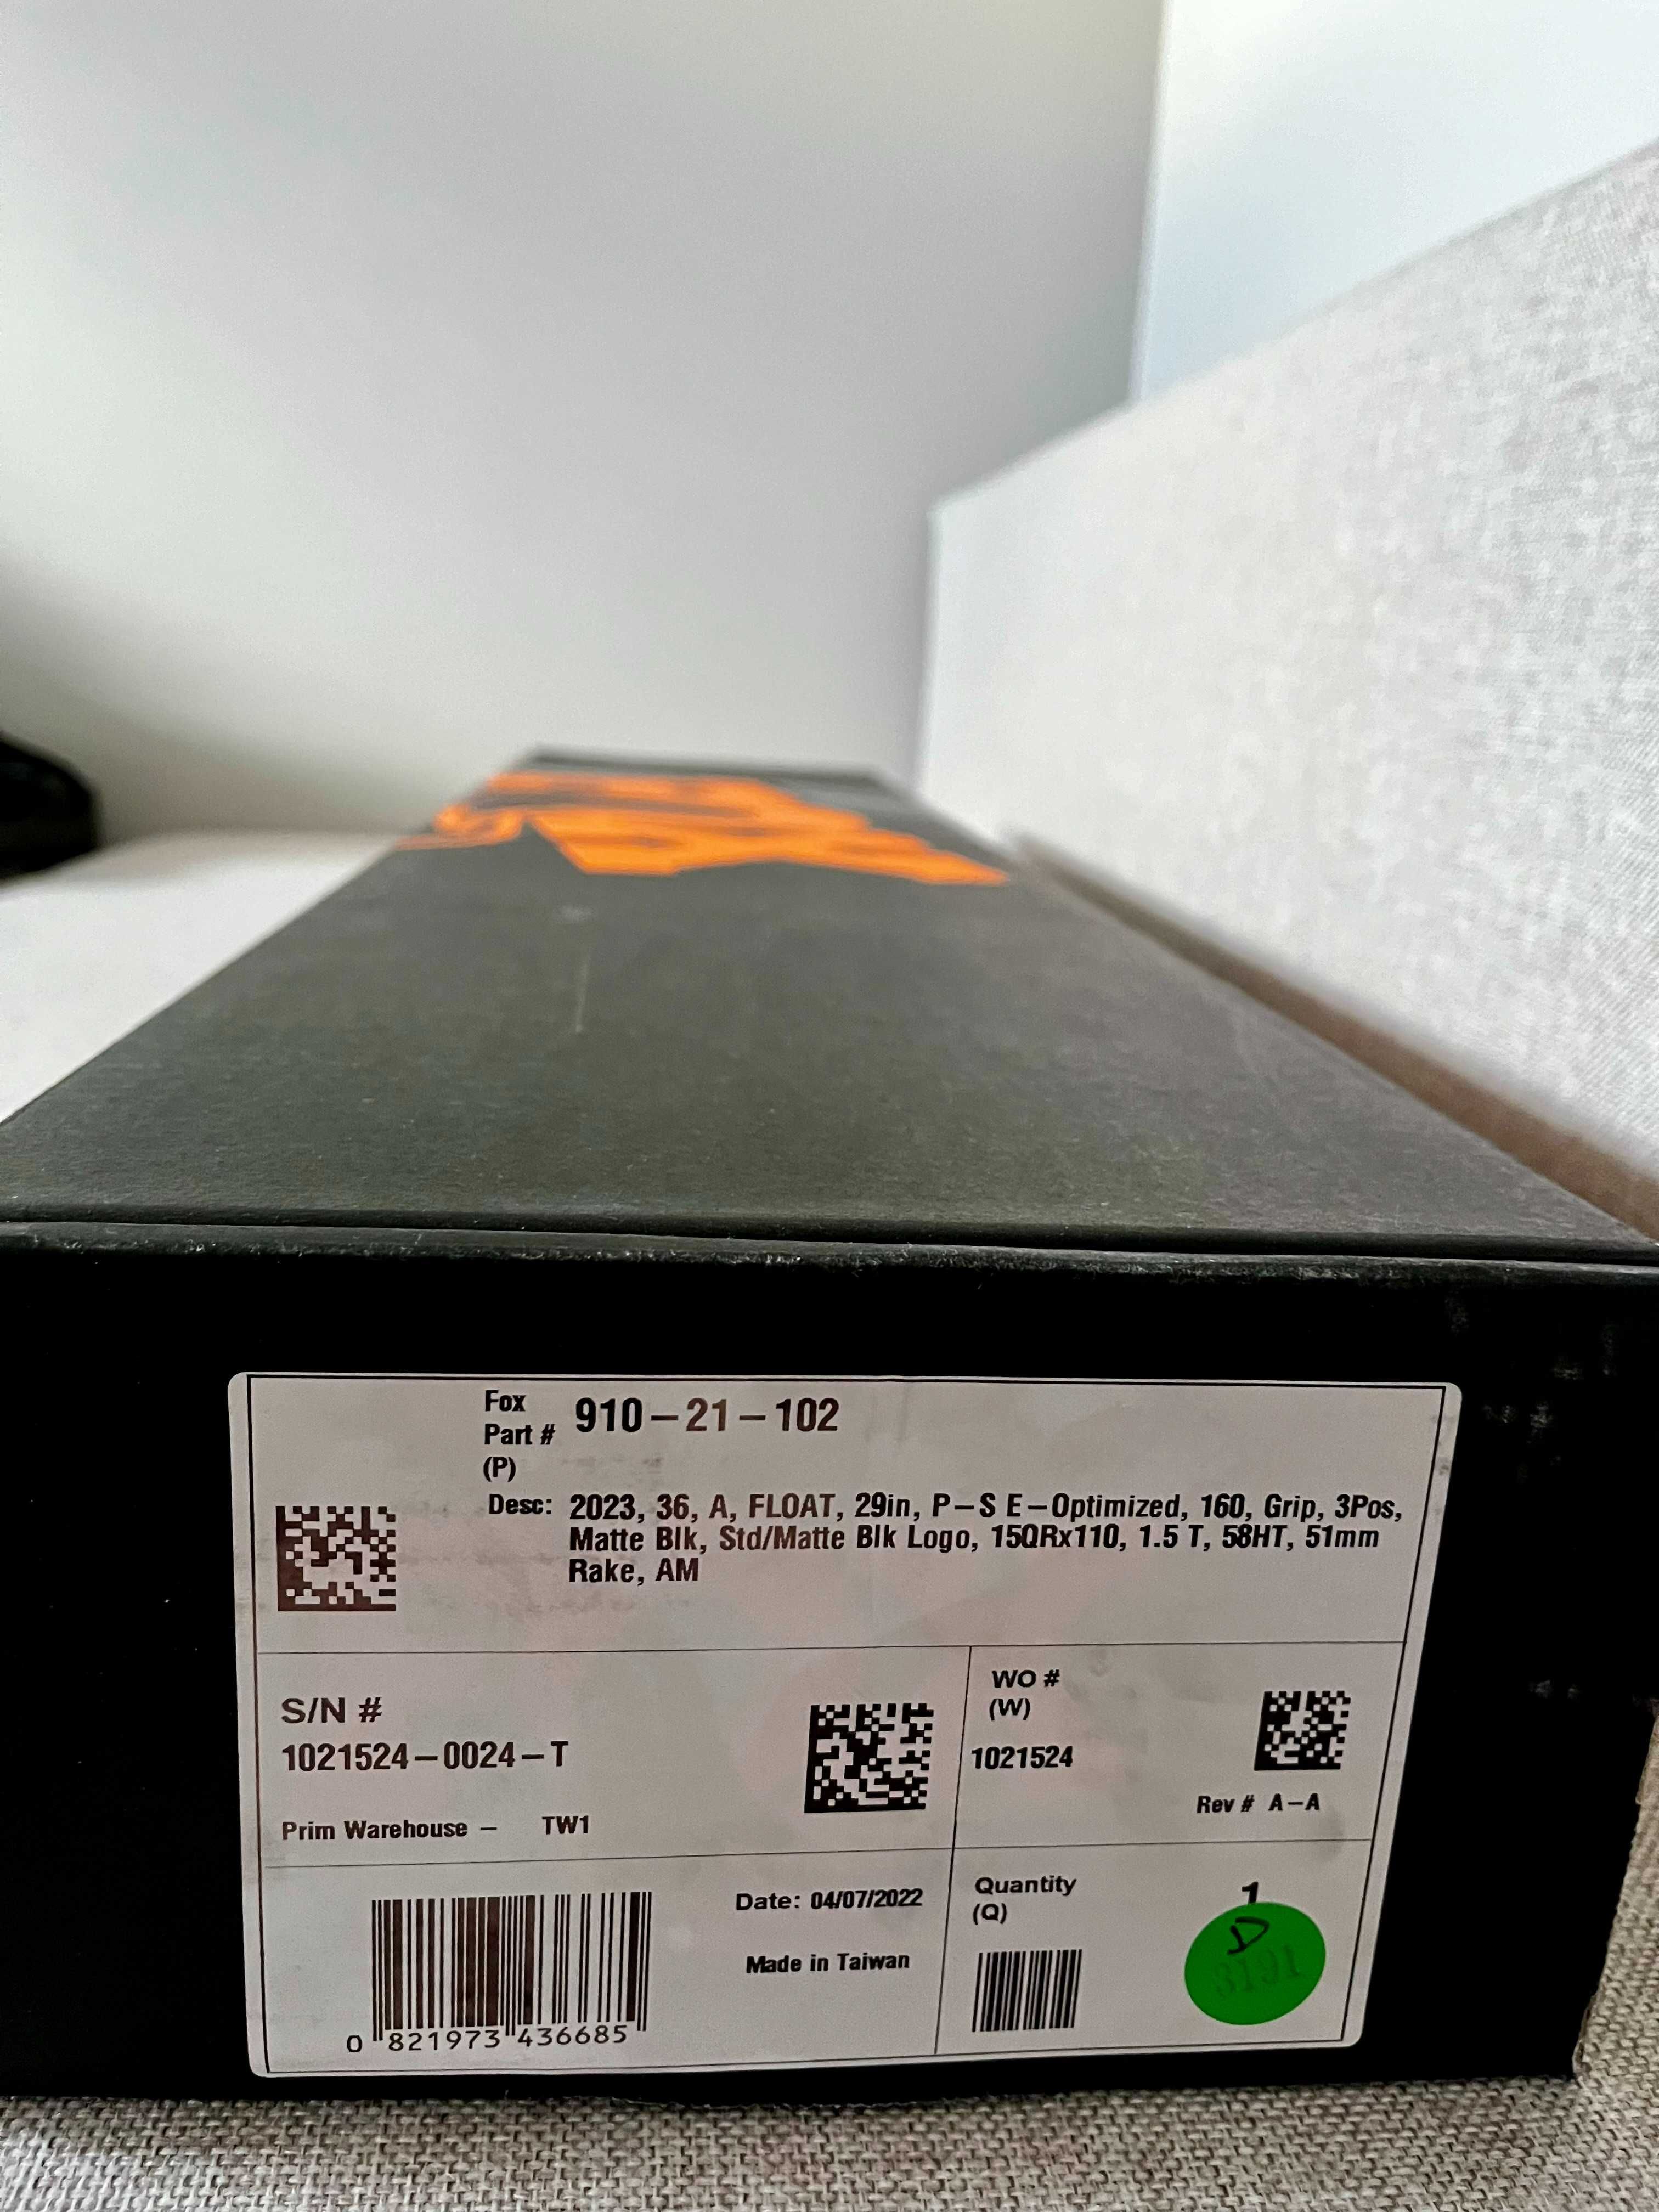 Fox
Part #
(P)
910-21-102
Desc: 2023, 36, A, FLOAT, 29in, P-S E-Optimized, 160, Grip, 3Pos,
Matte Blk, Std/Matte Blk Logo, 15QRx110, 1.5 T, 58HT, 51mm
Rake, AM
S/N #
1021524-0024-T
Prim Warehouse - TW1
WO #
(W)
1021524
Rev # A-A
Date: 04/07/2022
Made in Taiwan
0 821973 436685
Quantity
(Q)
1
D
3191